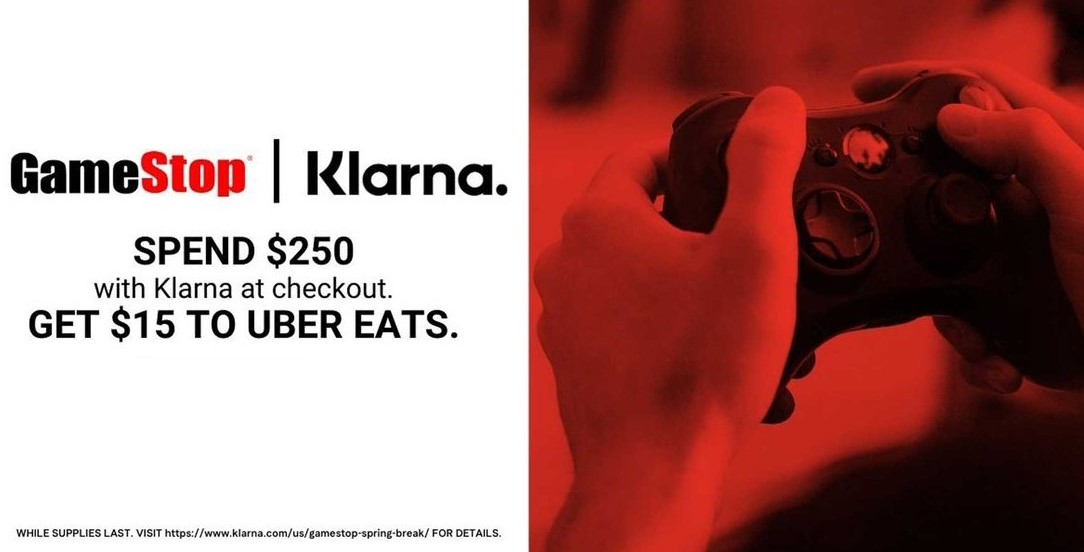 GameStop | Klarna.
SPEND $250
with Klarna at checkout.
GET $15 TO UBER EATS.
WHILE SUPPLIES LAST. VISIT https://www.klarna.com/us/gamestop-spring-break/ FOR DETAILS.